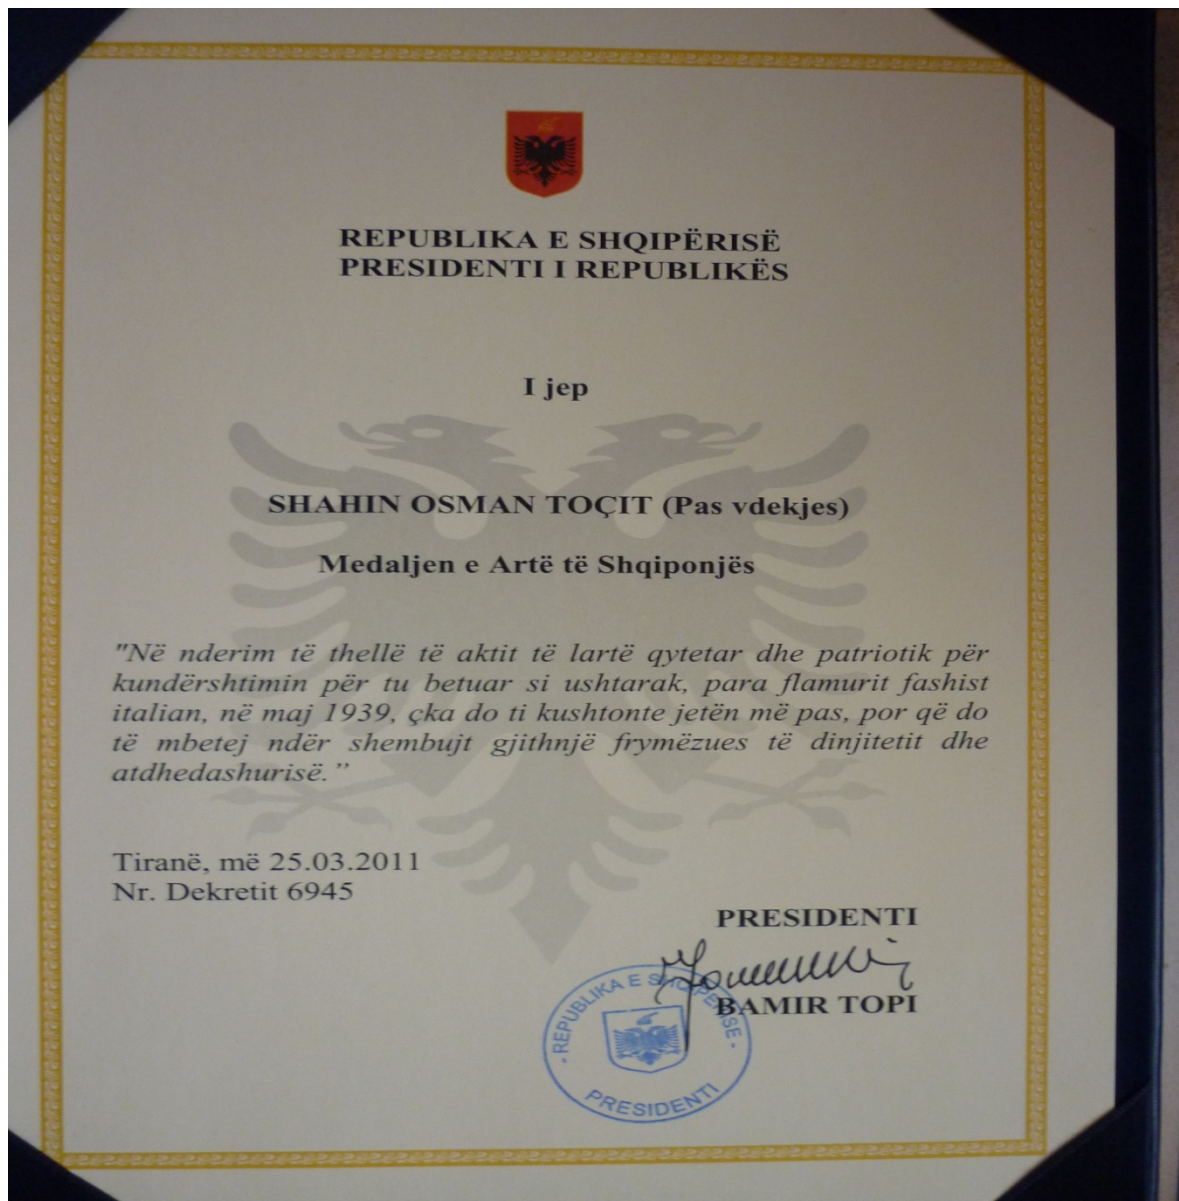 REPUBLIKA E SHQIPËRISË
PRESIDENTI I REPUBLIKËS
I jep
SHAHIN OSMAN TOÇIT (Pas vdekjes)
Medaljen e Artë të Shqiponjës
"Në nderim të thellë të aktit të lartë qytetar dhe patriotik për
kundërshtimin për tu betuar si ushtarak, para flamurit fashist
italian, në maj 1939, çka do ti kushtonte jetën më pas, por që do
të mbetej ndër shembujt gjithnjë frymëzues të dinjitetit dhe
atdhedashurisë.”
Tiranë, më 25.03.2011
Nr. Dekretit 6945
PRESIDENTI
BAMIR TOPI
- REPUBLIKA E SHQIPERISE -
PRESIDENTI